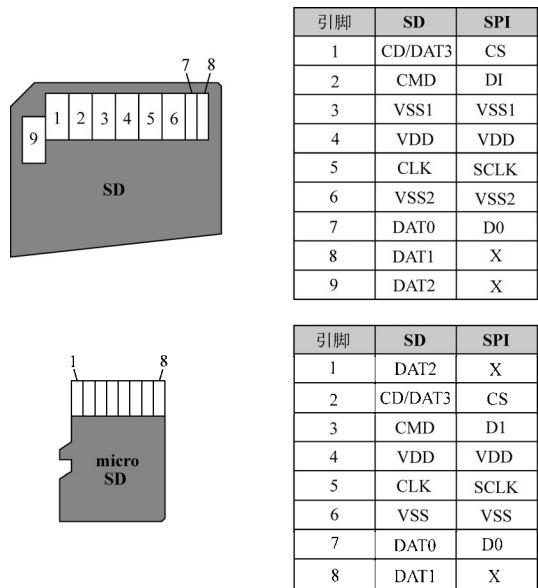 7 8
1 2 3 4 5 6
9
SD
引脚 SD SPI
1 CD/DAT3 CS
2 CMD DI
3 VSS1 VSS1
4 VDD VDD
5 CLK SCLK
6 VSS2 VSS2
7 DAT0 D0
8 DAT1 X
9 DAT2 X
1 8
micro
SD
引脚 SD SPI
1 DAT2 X
2 CD/DAT3 CS
3 CMD D1
4 VDD VDD
5 CLK SCLK
6 VSS VSS
7 DAT0 D0
8 DAT1 X